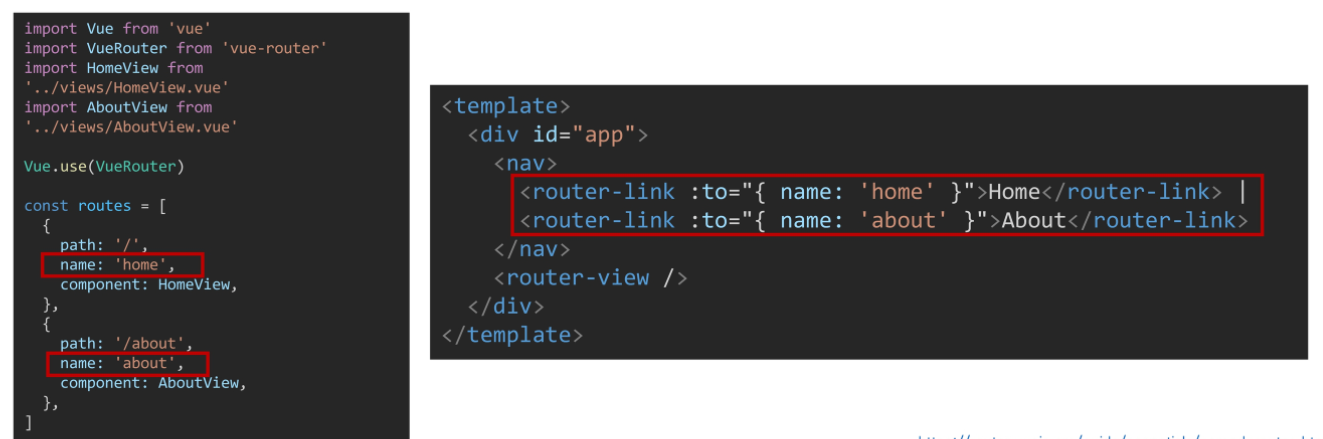 import Vue from 'vue'
import VueRouter from 'vue-router'
import HomeView from
'../views/HomeView.vue'
import AboutView from
'../views/AboutView.vue'
Vue.use(VueRouter)
const routes = [
  {
    path: '/',
    name: 'home',
    component: HomeView,
  },
  {
    path: '/about',
    name: 'about',
    component: AboutView,
  },
]
<template>
  <div id="app">
    <nav>
      <router-link :to="{ name: 'home' }">Home</router-link> |
      <router-link :to="{ name: 'about' }">About</router-link>
    </nav>
    <router-view />
  </div>
</template>